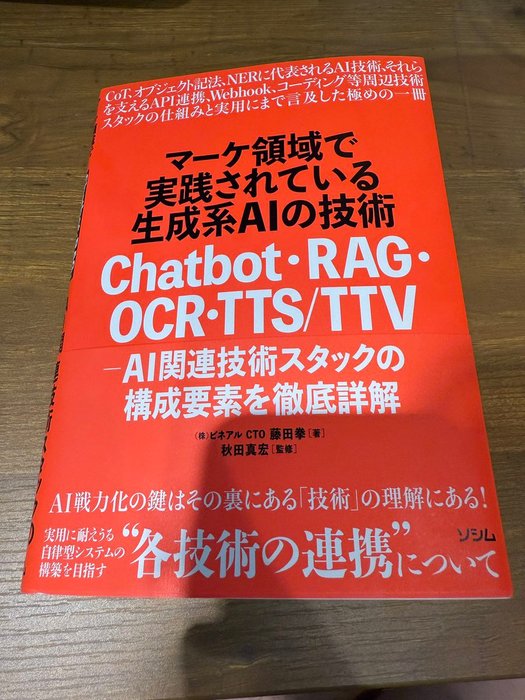 CoT、オブジェクト記法、NERに代表されるAI技術、それら
を支えるAPI連携、Webhook、コーディング等周辺技術
スタックの仕組みと実用にまで言及した極めの一冊
マーケ領域で
実践されている
生成系AIの技術
Chatbot・RAG・
OCR・TTS/TTV
―AI関連技術スタックの
構成要素を徹底詳解
(株)ピネアル CTO 藤田拳[著]
秋田真宏[監修]
AI戦力化の鍵はその裏にある「技術」の理解にある!
実用に耐えうる
自律型システムの
構築を目指す
“各技術の連携”について
ソシム